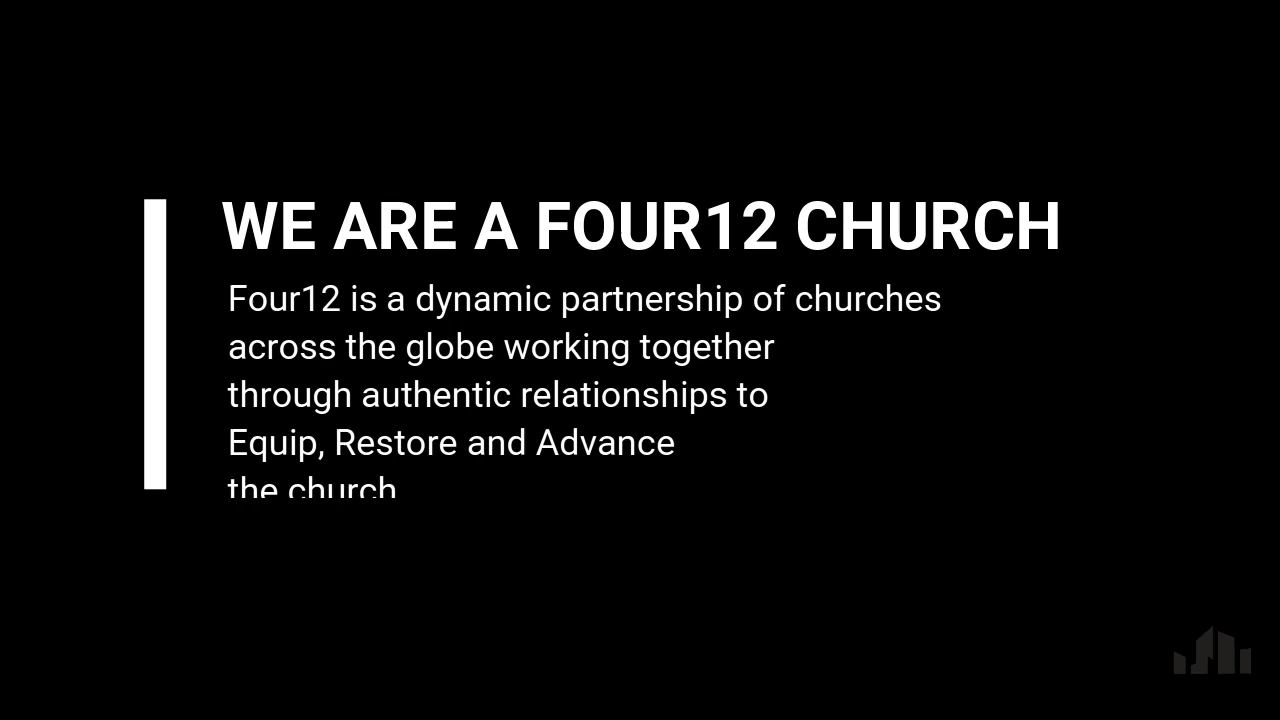 WE ARE A FOUR12 CHURCH
Four12 is a dynamic partnership of churches
across the globe working together
through authentic relationships to
Equip, Restore and Advance
the church